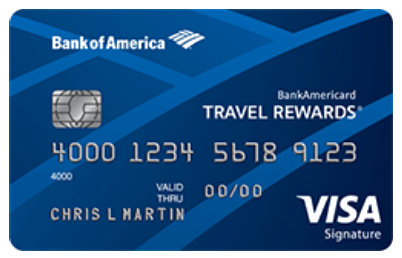 Bank of America
BankAmericard
TRAVEL REWARDS®
4000 1234 5678 9123
4000
VALID
THRU
00/00
CHRIS L MARTIN
VISA
Signature